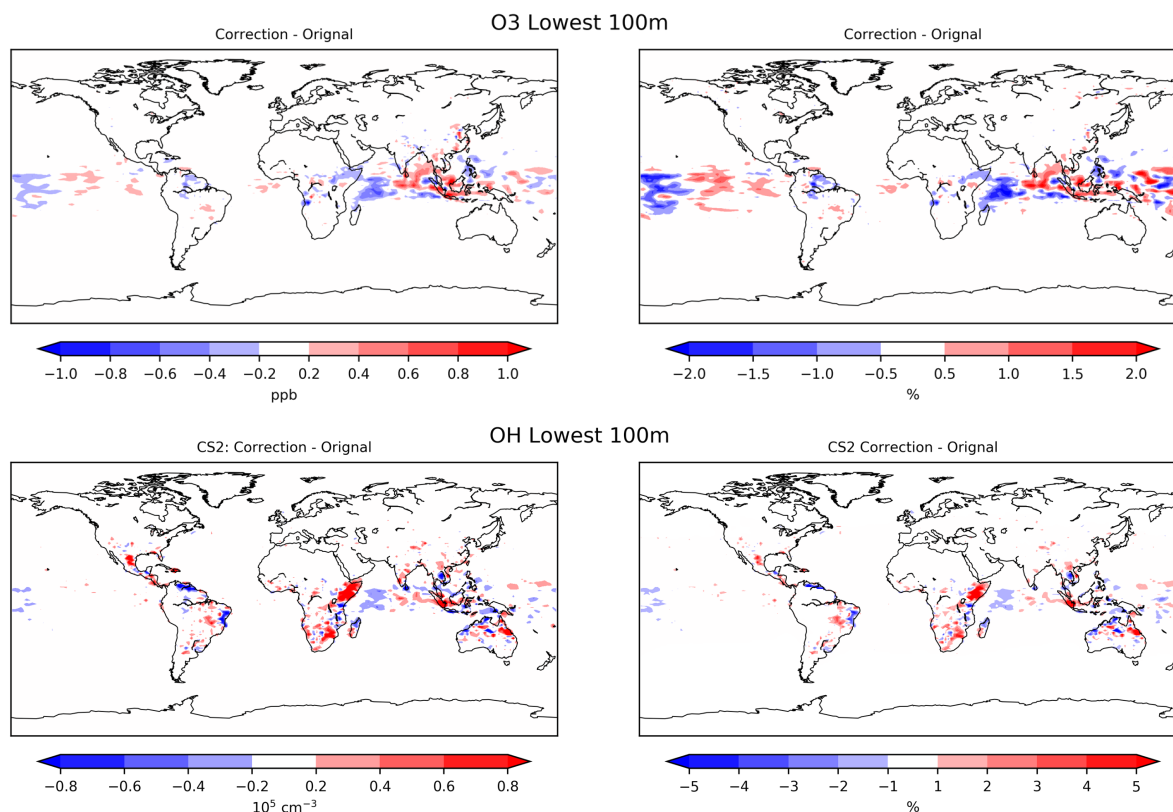 O3 Lowest 100m
Correction - Orignal
Correction - Orignal
−1.0 −0.8 −0.6 −0.4 −0.2 0.2 0.4 0.6 0.8 1.0
ppb
−2.0 −1.5 −1.0 −0.5 0.5 1.0 1.5 2.0
%
OH Lowest 100m
CS2: Correction - Orignal
CS2 Correction - Orignal
−0.8 −0.6 −0.4 −0.2 0.2 0.4 0.6 0.8
10⁵ cm⁻³
−5 −4 −3 −2 −1 1 2 3 4 5
%